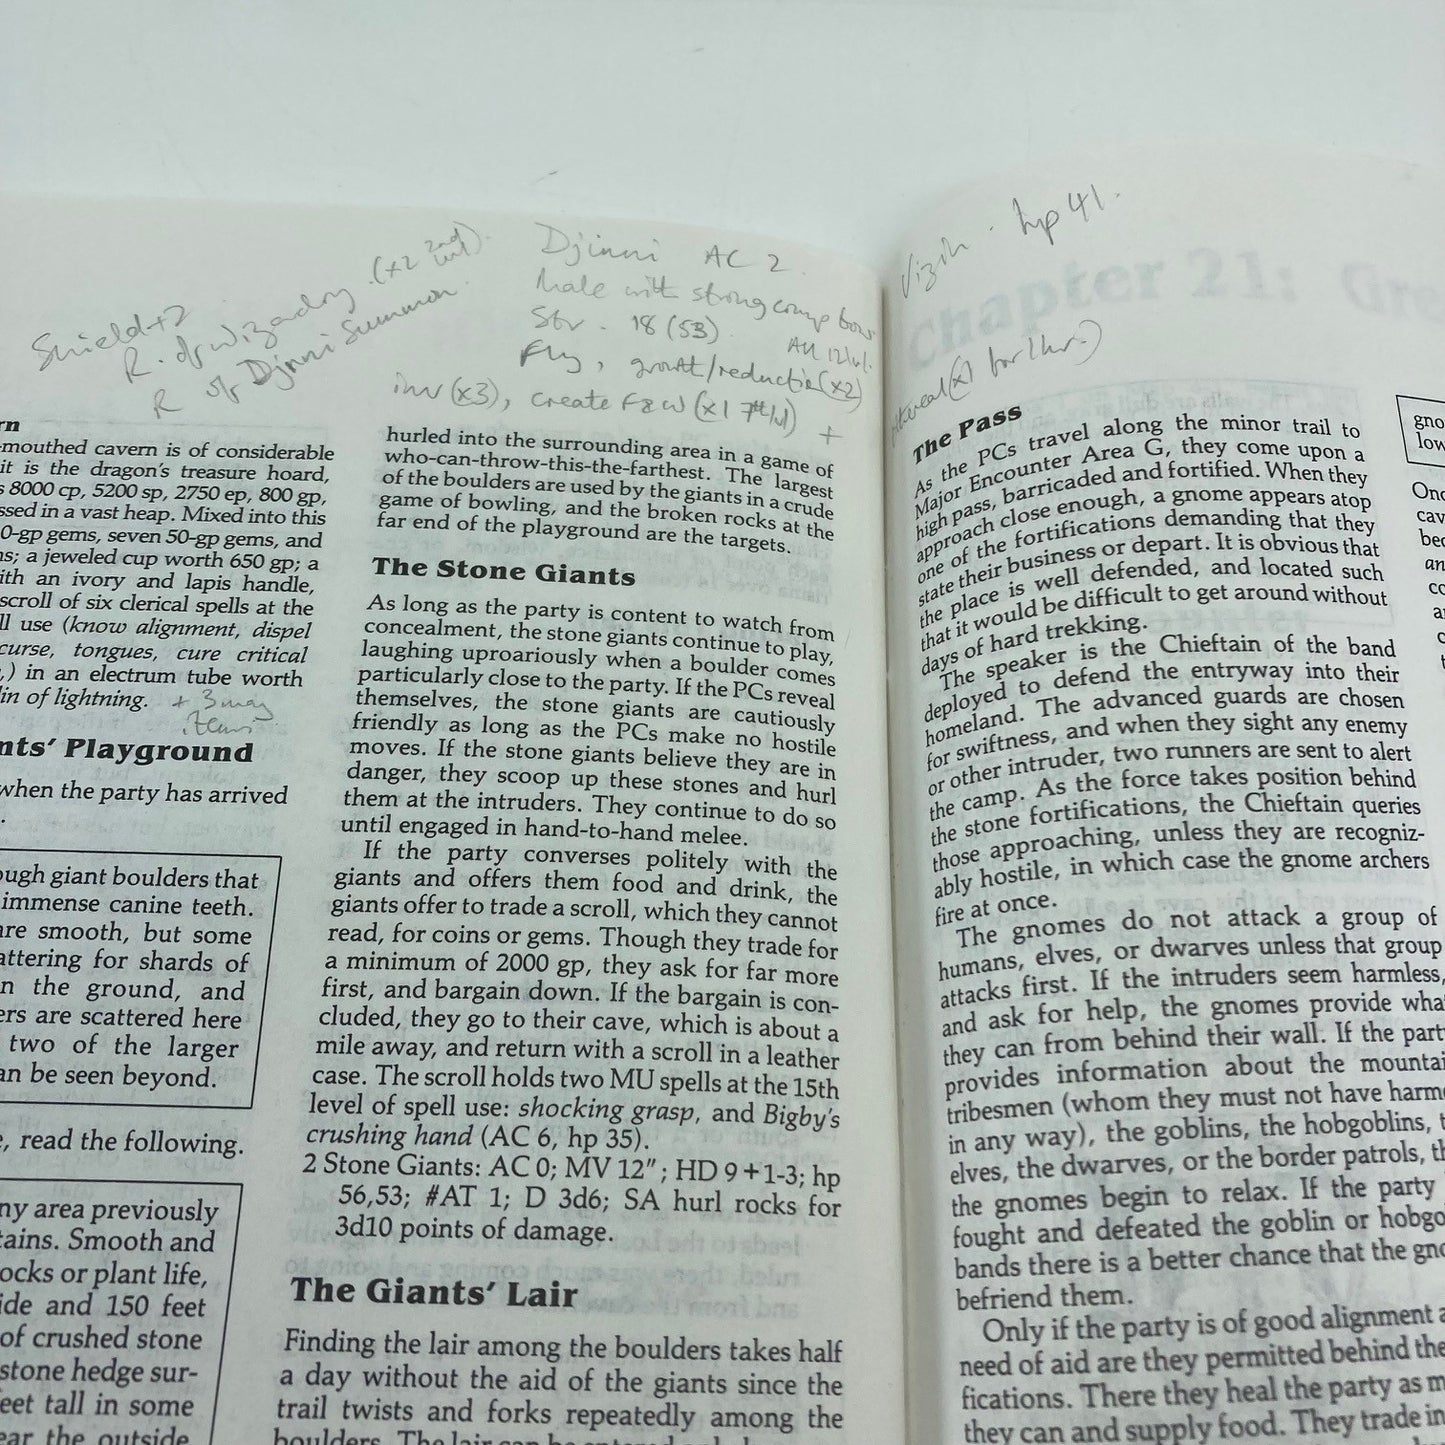 Shield +2
R. of wizardry. (x2 2nd lvl).
R of Djinni Summon.
Djinni AC 2
Male with strong comp bow
Str. 18 (53). AU 12 lvl.
Fly, growth/reduction (x2)
inv (x3), create F&W (x1 7th lvl) +
hp 41.
(x1 for 1 hr.)
Chapter 21: Gre
rn
-mouthed cavern is of considerable
it is the dragon's treasure hoard,
s 8000 cp, 5200 sp, 2750 ep, 800 gp,
ssed in a vast heap. Mixed into this
0-gp gems, seven 50-gp gems, and
ns; a jeweled cup worth 650 gp; a
ith an ivory and lapis handle,
scroll of six clerical spells at the
ll use (know alignment, dispel
curse, tongues, cure critical
,) in an electrum tube worth
lin of lightning. + 3 mag
items
nts' Playground
when the party has arrived
.
ough giant boulders that
immense canine teeth.
are smooth, but some
attering for shards of
n the ground, and
ers are scattered here
two of the larger
an be seen beyond.
e, read the following.
ny area previously
tains. Smooth and
ocks or plant life,
ide and 150 feet
of crushed stone
stone hedge sur-
eet tall in some
ear the outside
hurled into the surrounding area in a game of
who-can-throw-this-the-farthest. The largest
of the boulders are used by the giants in a crude
game of bowling, and the broken rocks at the
far end of the playground are the targets.
The Stone Giants
As long as the party is content to watch from
concealment, the stone giants continue to play,
laughing uproariously when a boulder comes
particularly close to the party. If the PCs reveal
themselves, the stone giants are cautiously
friendly as long as the PCs make no hostile
moves. If the stone giants believe they are in
danger, they scoop up these stones and hurl
them at the intruders. They continue to do so
until engaged in hand-to-hand melee.
If the party converses politely with the
giants and offers them food and drink, the
giants offer to trade a scroll, which they cannot
read, for coins or gems. Though they trade for
a minimum of 2000 gp, they ask for far more
first, and bargain down. If the bargain is con-
cluded, they go to their cave, which is about a
mile away, and return with a scroll in a leather
case. The scroll holds two MU spells at the 15th
level of spell use: shocking grasp, and Bigby's
crushing hand (AC 6, hp 35).
2 Stone Giants: AC 0; MV 12"; HD 9+1-3; hp
56,53; #AT 1; D 3d6; SA hurl rocks for
3d10 points of damage.
The Giants' Lair
Finding the lair among the boulders takes half
a day without the aid of the giants since the
trail twists and forks repeatedly among the
boulders. The lair can be entered only by
The Pass
As the PCs travel along the minor trail to
Major Encounter Area G, they come upon a
high pass, barricaded and fortified. When they
approach close enough, a gnome appears atop
one of the fortifications demanding that they
state their business or depart. It is obvious that
the place is well defended, and located such
that it would be difficult to get around without
days of hard trekking.
The speaker is the Chieftain of the band
deployed to defend the entryway into their
homeland. The advanced guards are chosen
for swiftness, and when they sight any enemy
or other intruder, two runners are sent to alert
the camp. As the force takes position behind
the stone fortifications, the Chieftain queries
those approaching, unless they are recogniz-
ably hostile, in which case the gnome archers
fire at once.
The gnomes do not attack a group of
humans, elves, or dwarves unless that group
attacks first. If the intruders seem harmless,
and ask for help, the gnomes provide wha
they can from behind their wall. If the part
provides information about the mountai
tribesmen (whom they must not have harme
in any way), the goblins, the hobgoblins, t
elves, the dwarves, or the border patrols, th
the gnomes begin to relax. If the party
fought and defeated the goblin or hobgo
bands there is a better chance that the gno
befriend them.
Only if the party is of good alignment a
need of aid are they permitted behind the
fications. There they heal the party as m
they can and supply food. They trade in
gno
low
Onc
cav
bec
an
co
a
c
t